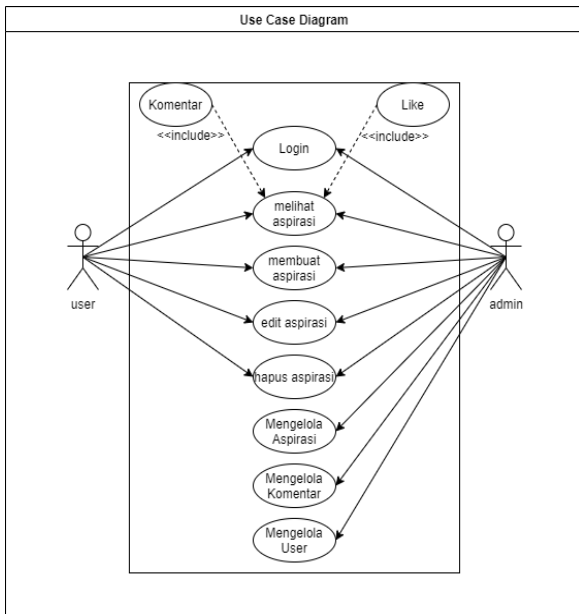 Use Case Diagram
Komentar
Like
<<include>>
<<include>>
Login
melihat
aspirasi
membuat
aspirasi
user
admin
edit aspirasi
hapus aspirasi
Mengelola
Aspirasi
Mengelola
Komentar
Mengelola
User